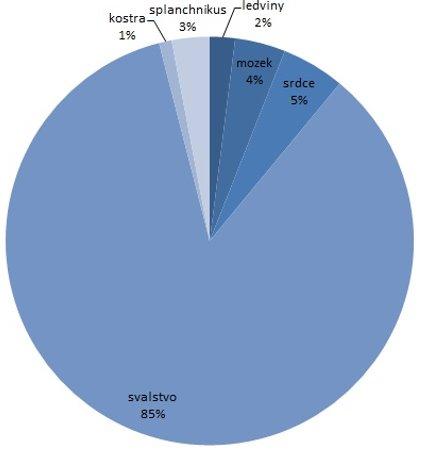 ledviny
2%
mozek
4%
srdce
5%
svalstvo
85%
kostra
1%
splanchnikus
3%